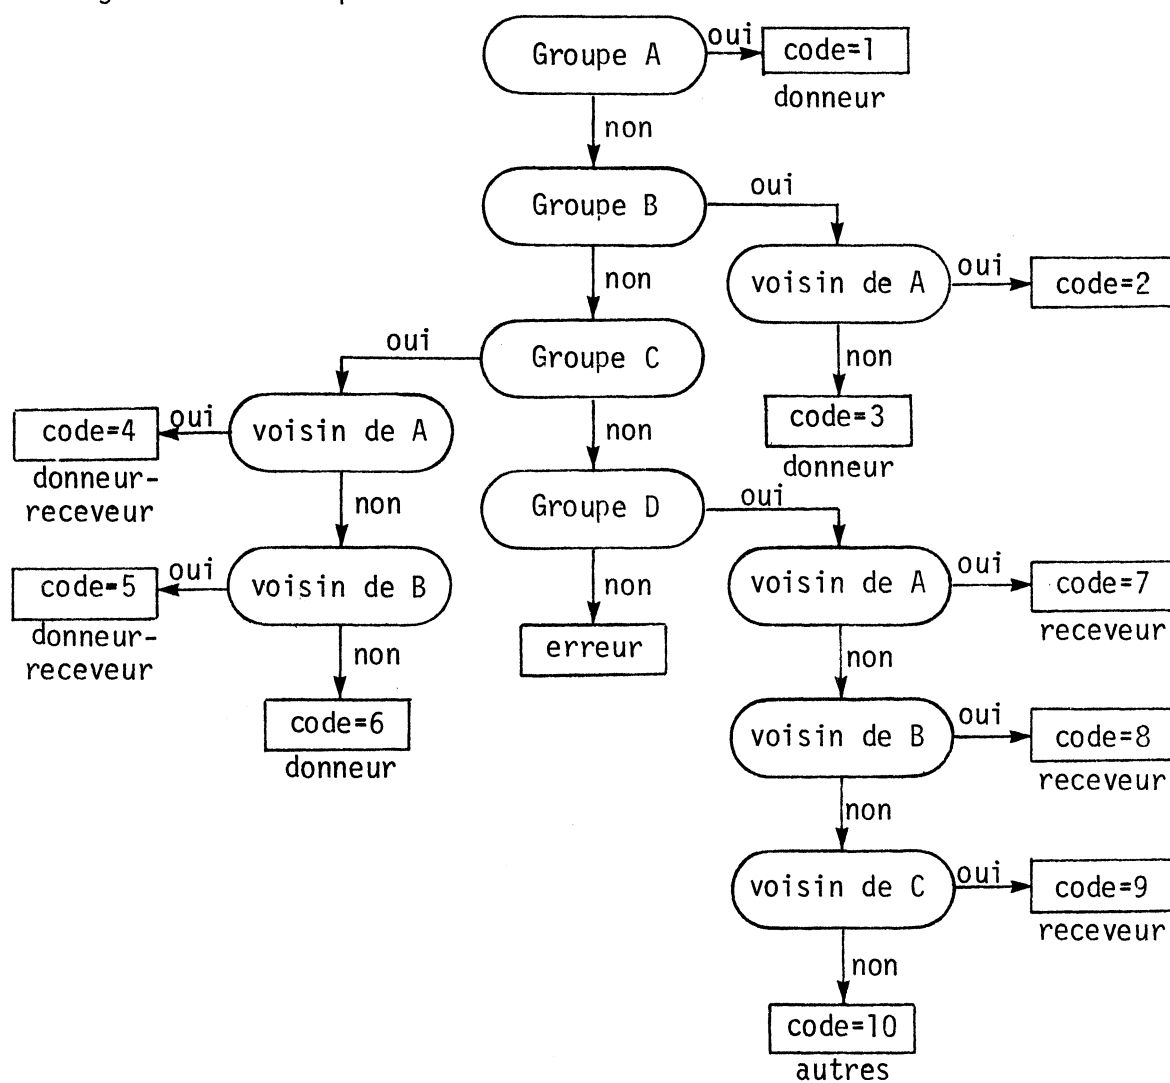 Groupe A
oui
code=1
donneur
non
Groupe B
oui
voisin de A
oui
code=2
non
code=3
donneur
non
Groupe C
oui
voisin de A
oui
code=4
donneur-
receveur
non
voisin de B
oui
code=5
donneur-
receveur
non
code=6
donneur
non
Groupe D
oui
voisin de A
oui
code=7
receveur
non
voisin de B
oui
code=8
receveur
non
voisin de C
oui
code=9
receveur
non
code=10
autres
non
erreur